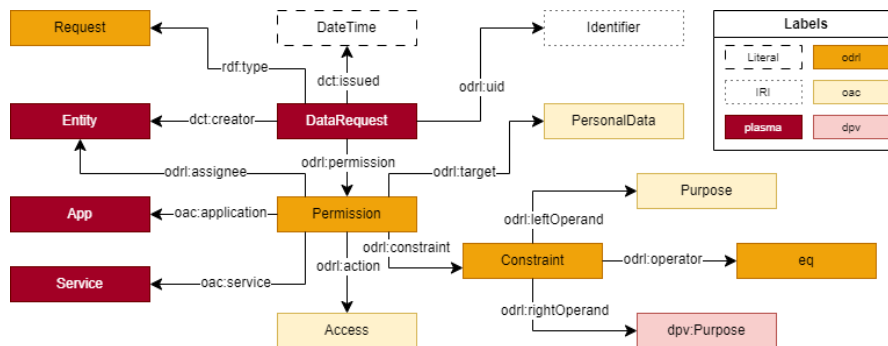 Request
DateTime
Identifier
Labels
Literal
odrl
rdf:type
dct:issued
odrl:uid
IRI
oac
Entity
dct:creator
DataRequest
PersonalData
plasma
dpv
odrl:permission
odrl:assignee
odrl:target
Purpose
App
oac:application
Permission
odrl:leftOperand
odrl:constraint
odrl:action
Constraint
odrl:operator
eq
Service
oac:service
odrl:rightOperand
Access
dpv:Purpose